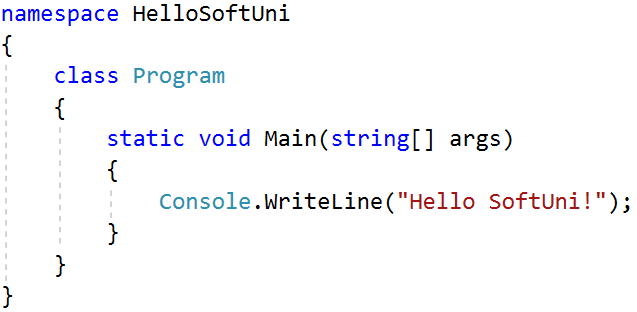 namespace HelloSoftUni
{
    class Program
    {
        static void Main(string[] args)
        {
            Console.WriteLine("Hello SoftUni!");
        }
    }
}